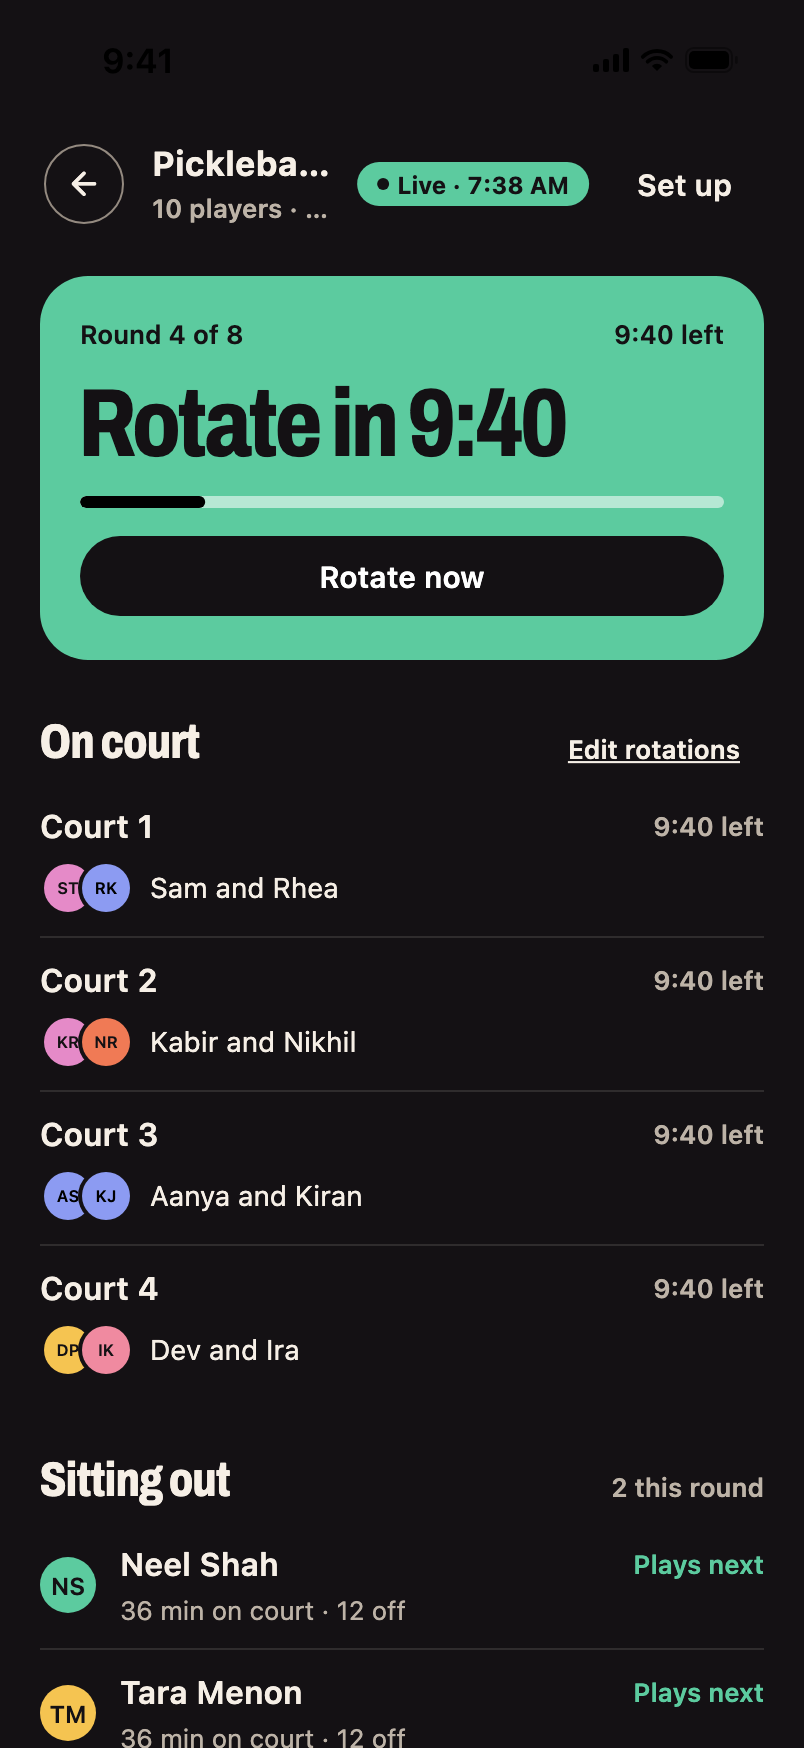 9:41
Pickleba...
10 players · ...
Live · 7:38 AM
Set up
Round 4 of 8
9:40 left
Rotate in 9:40
Rotate now
On court
Edit rotations
Court 1
9:40 left
ST RK Sam and Rhea
Court 2
9:40 left
KR NR Kabir and Nikhil
Court 3
9:40 left
AS KJ Aanya and Kiran
Court 4
9:40 left
DP IK Dev and Ira
Sitting out
2 this round
NS
Neel Shah
Plays next
36 min on court · 12 off
TM
Tara Menon
Plays next
36 min on court · 12 off